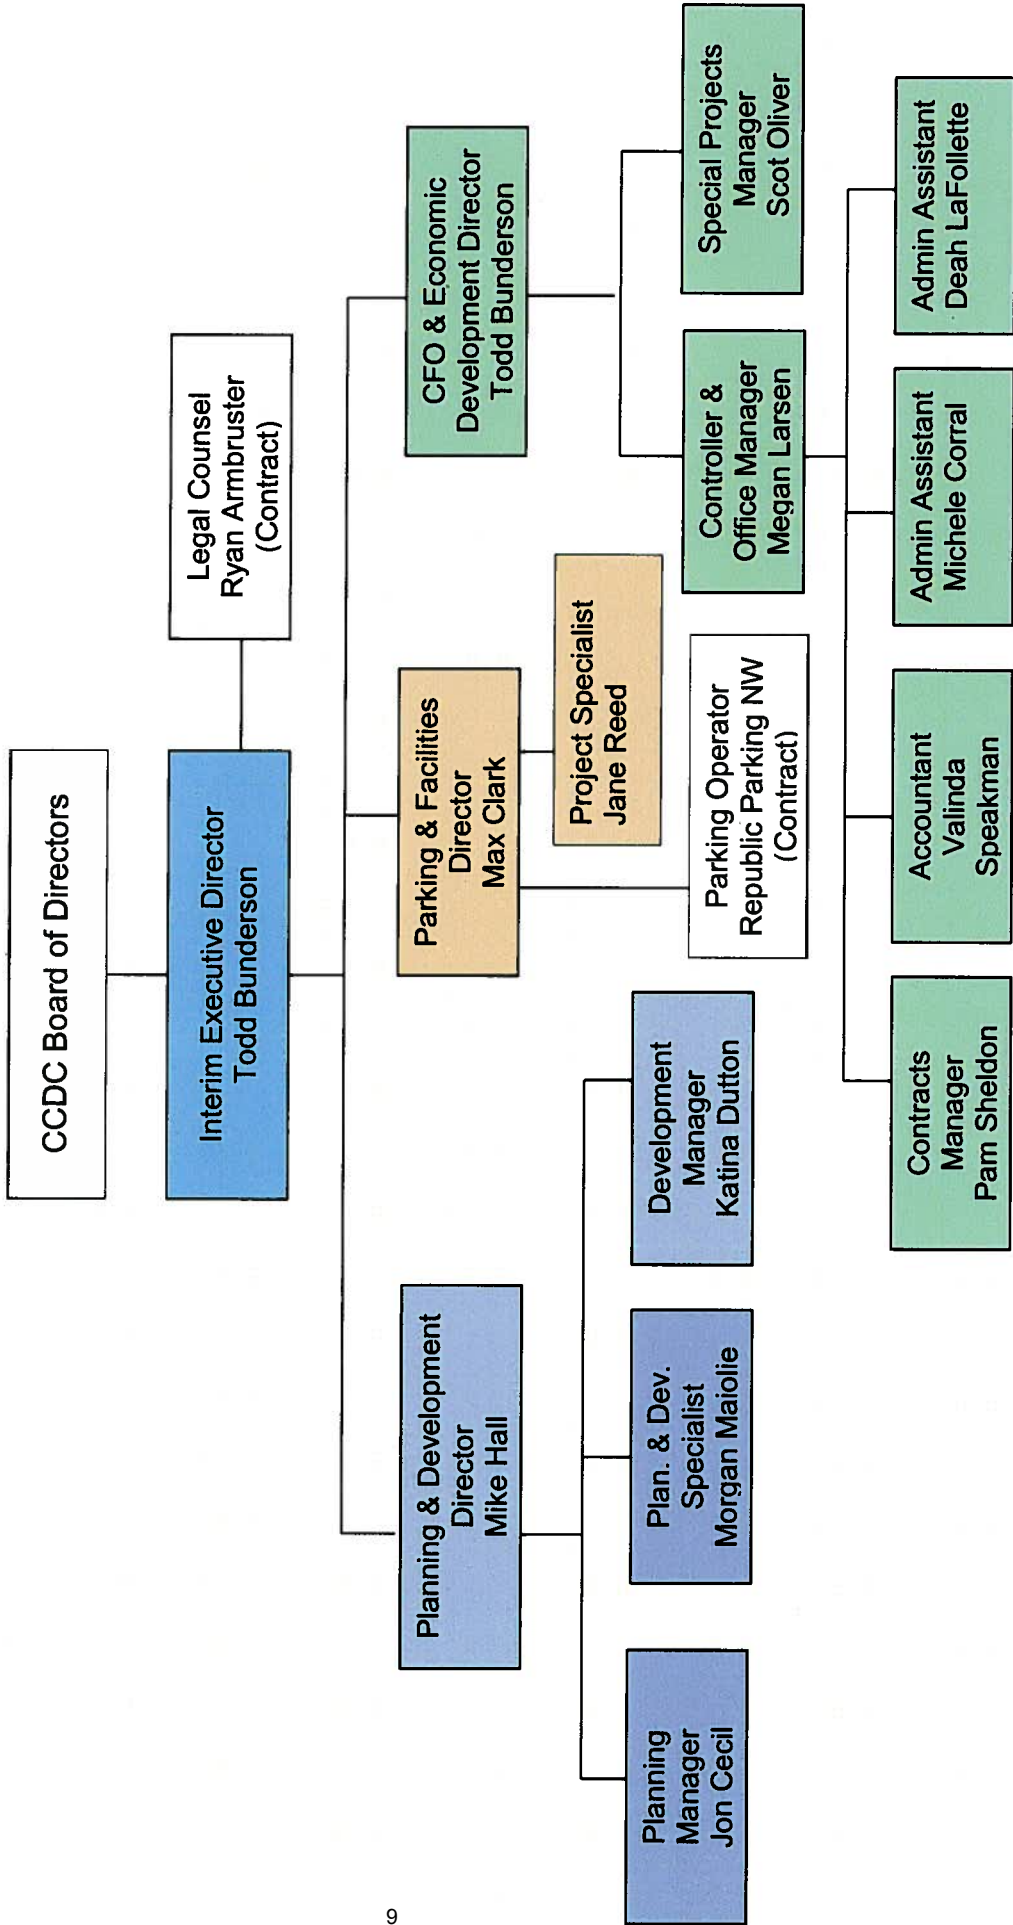 CCDC Board of Directors
Interim Executive Director
Todd Bunderson
Legal Counsel
Ryan Armbruster
(Contract)
Planning & Development
Director
Mike Hall
Parking & Facilities
Director
Max Clark
CFO & Economic
Development Director
Todd Bunderson
Planning
Manager
Jon Cecil
Plan. & Dev.
Specialist
Morgan Maiolie
Development
Manager
Katina Dutton
Project Specialist
Jane Reed
Parking Operator
Republic Parking NW
(Contract)
Controller &
Office Manager
Megan Larsen
Special Projects
Manager
Scot Oliver
Contracts
Manager
Pam Sheldon
Accountant
Valinda
Speakman
Admin Assistant
Michele Corral
Admin Assistant
Deah LaFollette
9